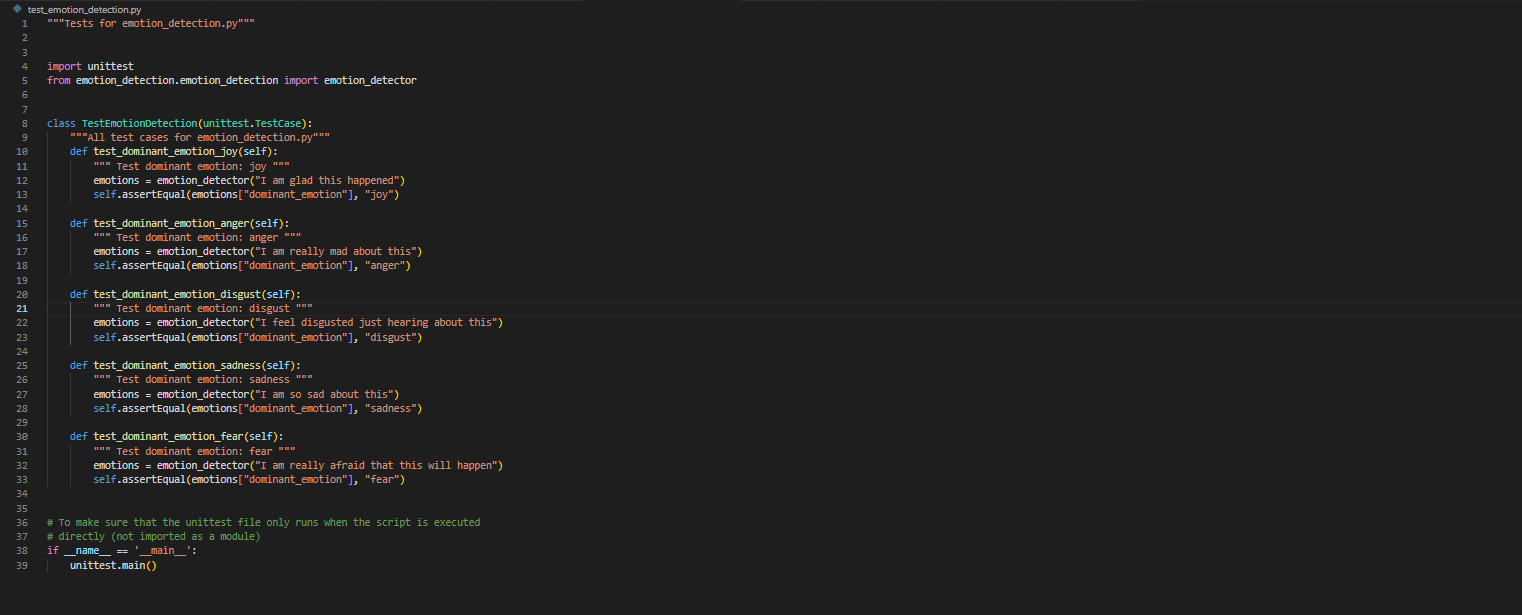 test_emotion_detection.py
1 """Tests for emotion_detection.py"""
2
3
4 import unittest
5 from emotion_detection.emotion_detection import emotion_detector
6
7
8 class TestEmotionDetection(unittest.TestCase):
9     """All test cases for emotion_detection.py"""
10     def test_dominant_emotion_joy(self):
11         """ Test dominant emotion: joy """
12         emotions = emotion_detector("I am glad this happened")
13         self.assertEqual(emotions["dominant_emotion"], "joy")
14
15     def test_dominant_emotion_anger(self):
16         """ Test dominant emotion: anger """
17         emotions = emotion_detector("I am really mad about this")
18         self.assertEqual(emotions["dominant_emotion"], "anger")
19
20     def test_dominant_emotion_disgust(self):
21         """ Test dominant emotion: disgust """
22         emotions = emotion_detector("I feel disgusted just hearing about this")
23         self.assertEqual(emotions["dominant_emotion"], "disgust")
24
25     def test_dominant_emotion_sadness(self):
26         """ Test dominant emotion: sadness """
27         emotions = emotion_detector("I am so sad about this")
28         self.assertEqual(emotions["dominant_emotion"], "sadness")
29
30     def test_dominant_emotion_fear(self):
31         """ Test dominant emotion: fear """
32         emotions = emotion_detector("I am really afraid that this will happen")
33         self.assertEqual(emotions["dominant_emotion"], "fear")
34
35
36 # To make sure that the unittest file only runs when the script is executed
37 # directly (not imported as a module)
38 if __name__ == '__main__':
39     unittest.main()